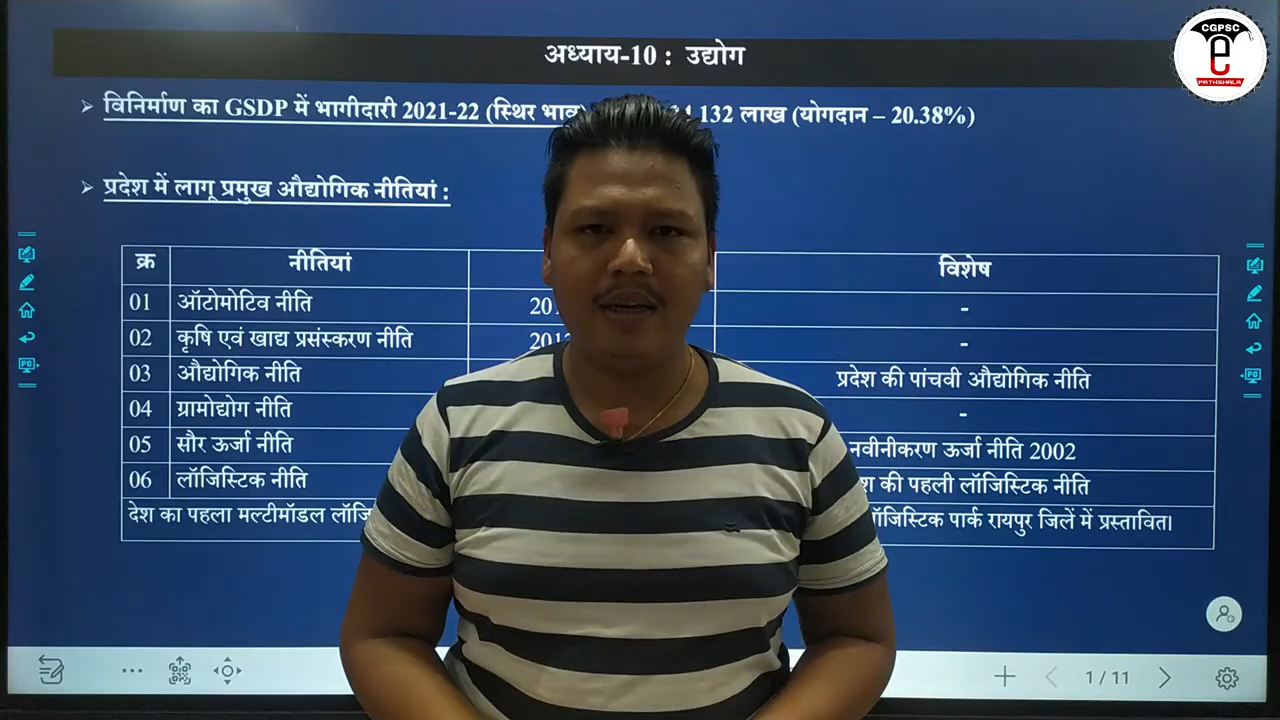 CGPSC
e
PATHSHALA
अध्याय-10 : उद्योग
➢ विनिर्माण का GSDP में भागीदारी 2021-22 (स्थिर भाव) 132 लाख (योगदान – 20.38%)
➢ प्रदेश में लागू प्रमुख औद्योगिक नीतियां :
क्र नीतियां विशेष
01 ऑटोमोटिव नीति -
02 कृषि एवं खाद्य प्रसंस्करण नीति -
03 औद्योगिक नीति प्रदेश की पांचवी औद्योगिक नीति
04 ग्रामोद्योग नीति -
05 सौर ऊर्जा नीति नवीनीकरण ऊर्जा नीति 2002
06 लॉजिस्टिक नीति की पहली लॉजिस्टिक नीति
देश का पहला मल्टीमॉडल पार्क रायपुर जिलें में प्रस्तावित।
1 / 11